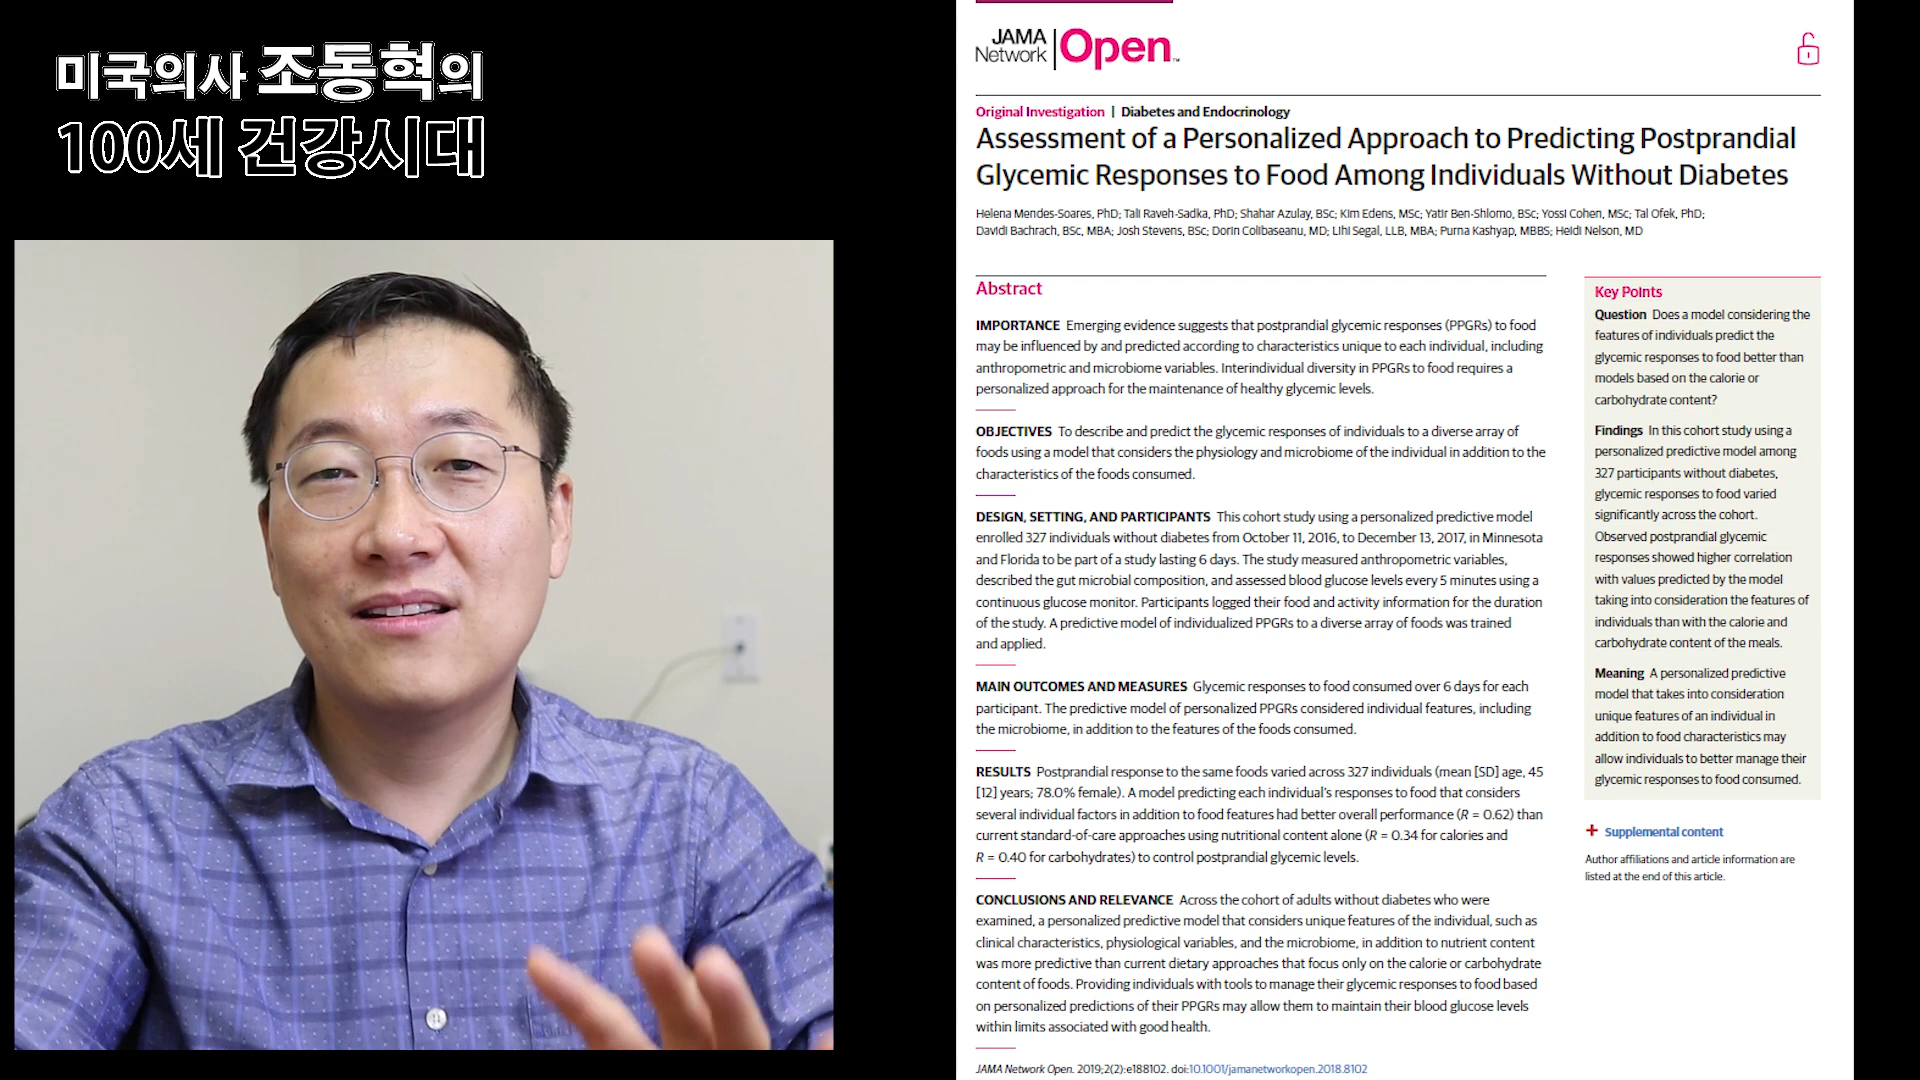 미국의사 조동혁의
100세 건강시대
JAMA
Network
Open™
Original Investigation | Diabetes and Endocrinology
Assessment of a Personalized Approach to Predicting Postprandial
Glycemic Responses to Food Among Individuals Without Diabetes
Helena Mendes-Soares, PhD; Tali Raveh-Sadka, PhD; Shahar Azulay, BSc; Kim Edens, MSc; Yatir Ben-Shlomo, BSc; Yossi Cohen, MSc; Tal Ofek, PhD;
Davidi Bachrach, BSc, MBA; Josh Stevens, BSc; Dorin Colibaseanu, MD; Lihi Segal, LLB, MBA; Purna Kashyap, MBBS; Heidi Nelson, MD
Abstract
IMPORTANCE Emerging evidence suggests that postprandial glycemic responses (PPGRs) to food
may be influenced by and predicted according to characteristics unique to each individual, including
anthropometric and microbiome variables. Interindividual diversity in PPGRs to food requires a
personalized approach for the maintenance of healthy glycemic levels.
OBJECTIVES To describe and predict the glycemic responses of individuals to a diverse array of
foods using a model that considers the physiology and microbiome of the individual in addition to the
characteristics of the foods consumed.
DESIGN, SETTING, AND PARTICIPANTS This cohort study using a personalized predictive model
enrolled 327 individuals without diabetes from October 11, 2016, to December 13, 2017, in Minnesota
and Florida to be part of a study lasting 6 days. The study measured anthropometric variables,
described the gut microbial composition, and assessed blood glucose levels every 5 minutes using a
continuous glucose monitor. Participants logged their food and activity information for the duration
of the study. A predictive model of individualized PPGRs to a diverse array of foods was trained
and applied.
MAIN OUTCOMES AND MEASURES Glycemic responses to food consumed over 6 days for each
participant. The predictive model of personalized PPGRs considered individual features, including
the microbiome, in addition to the features of the foods consumed.
RESULTS Postprandial response to the same foods varied across 327 individuals (mean [SD] age, 45
[12] years; 78.0% female). A model predicting each individual's responses to food that considers
several individual factors in addition to food features had better overall performance (R = 0.62) than
current standard-of-care approaches using nutritional content alone (R = 0.34 for calories and
R = 0.40 for carbohydrates) to control postprandial glycemic levels.
CONCLUSIONS AND RELEVANCE Across the cohort of adults without diabetes who were
examined, a personalized predictive model that considers unique features of the individual, such as
clinical characteristics, physiological variables, and the microbiome, in addition to nutrient content
was more predictive than current dietary approaches that focus only on the calorie or carbohydrate
content of foods. Providing individuals with tools to manage their glycemic responses to food based
on personalized predictions of their PPGRs may allow them to maintain their blood glucose levels
within limits associated with good health.
JAMA Network Open. 2019;2(2):e188102. doi:10.1001/jamanetworkopen.2018.8102
Key Points
Question Does a model considering the
features of individuals predict the
glycemic responses to food better than
models based on the calorie or
carbohydrate content?
Findings In this cohort study using a
personalized predictive model among
327 participants without diabetes,
glycemic responses to food varied
significantly across the cohort.
Observed postprandial glycemic
responses showed higher correlation
with values predicted by the model
taking into consideration the features of
individuals than with the calorie and
carbohydrate content of the meals.
Meaning A personalized predictive
model that takes into consideration
unique features of an individual in
addition to food characteristics may
allow individuals to better manage their
glycemic responses to food consumed.
+ Supplemental content
Author affiliations and article information are
listed at the end of this article.